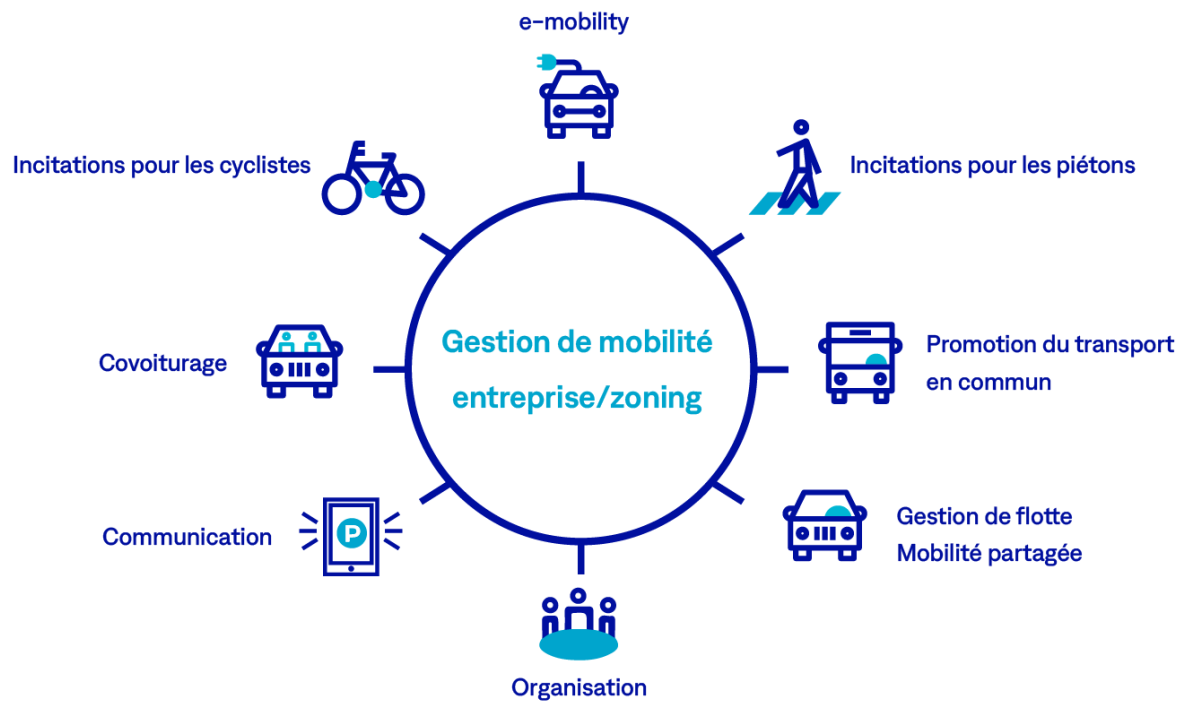 e-mobility
Incitations pour les cyclistes
Incitations pour les piétons
Gestion de mobilité
entreprise/zoning
Covoiturage
Promotion du transport
en commun
Communication
P
Gestion de flotte
Mobilité partagée
Organisation